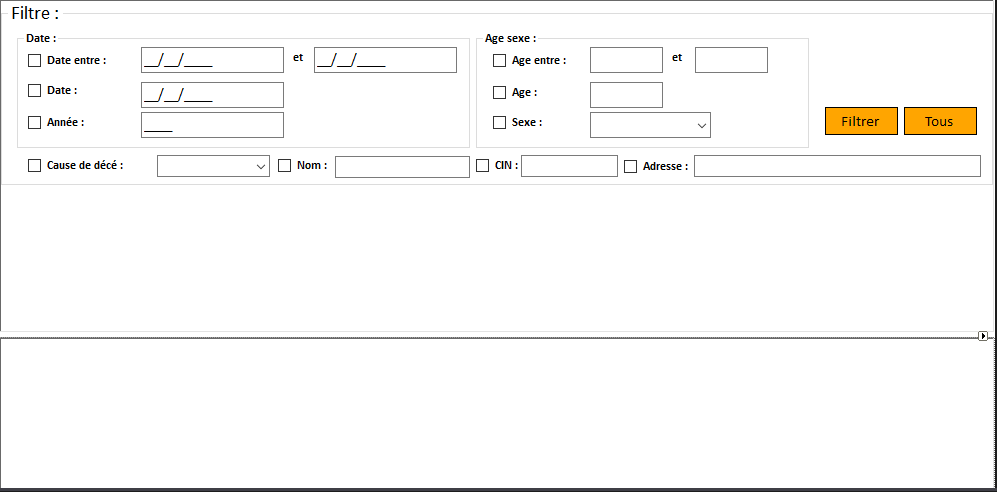 Filtre :
Date :
Date entre : __/__/____ et __/__/____
Date : __/__/____
Année : ____
Age sexe :
Age entre : et
Age :
Sexe :
Filtrer Tous
Cause de décé : Nom : CIN : Adresse :